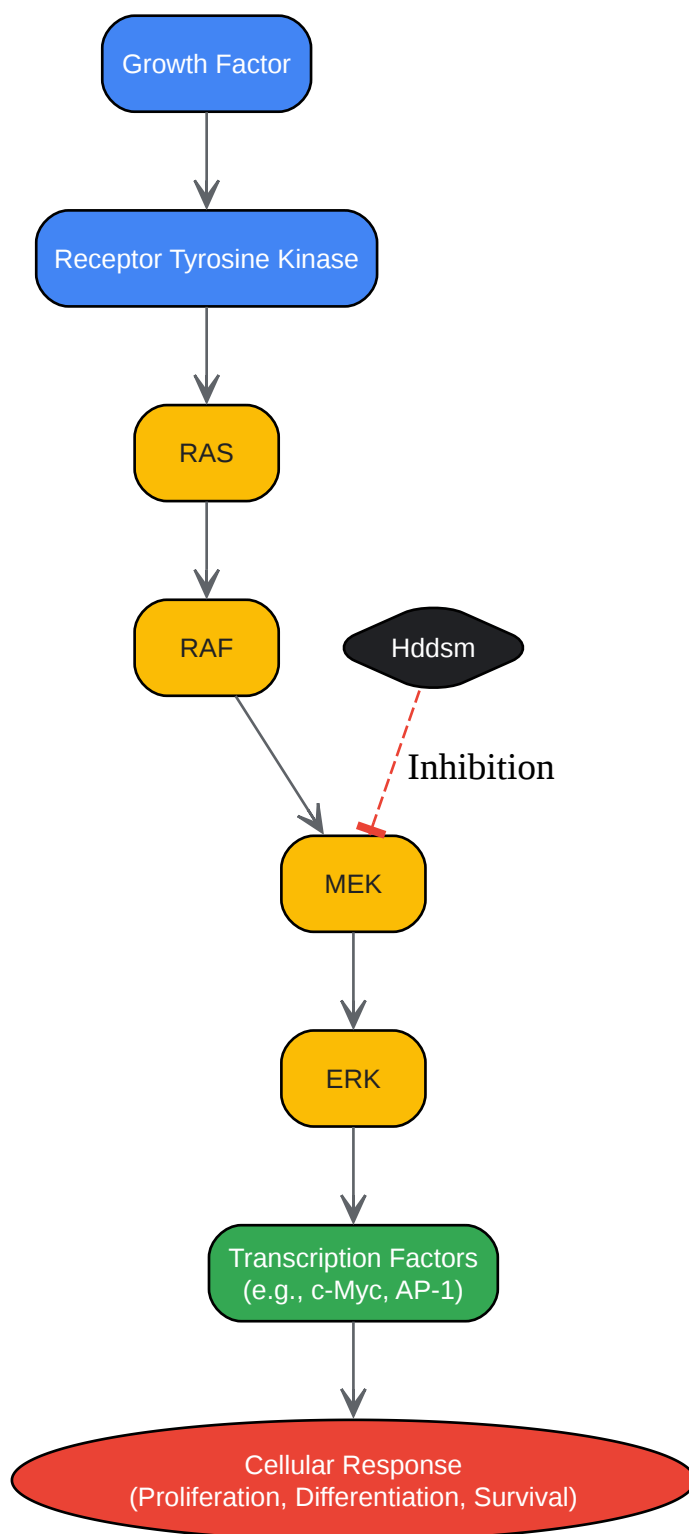 Growth Factor
Receptor Tyrosine Kinase
RAS
RAF
Hddsm
Inhibition
MEK
ERK
Transcription Factors
(e.g., c-Myc, AP-1)
Cellular Response
(Proliferation, Differentiation, Survival)